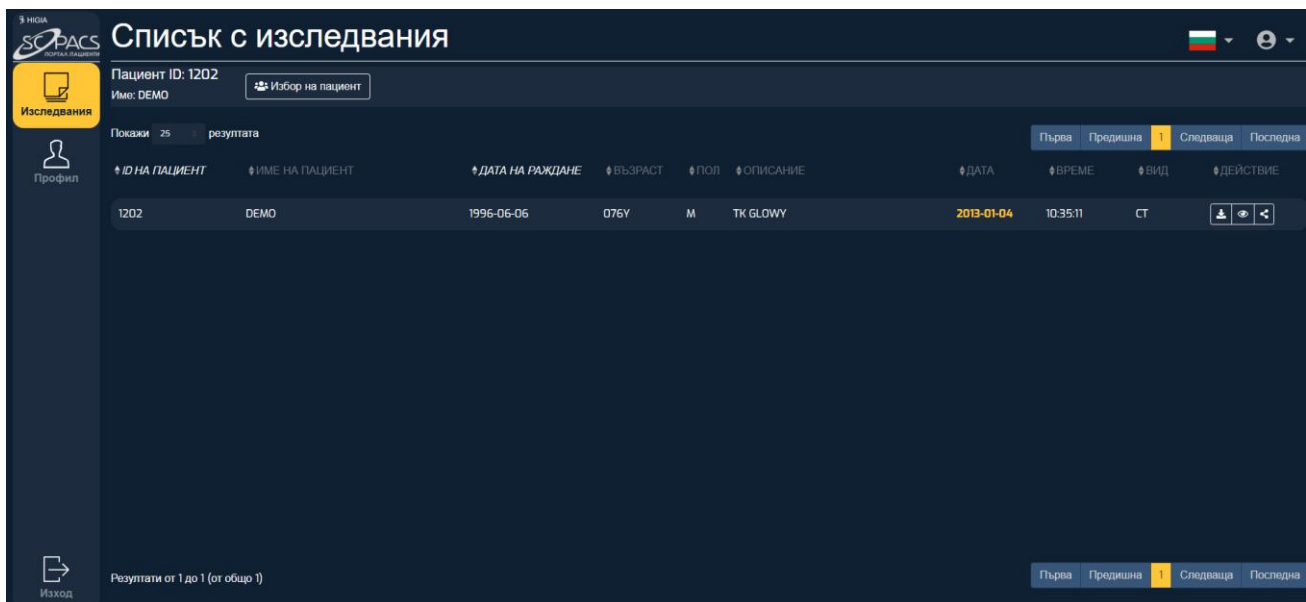 HIGIA
SCPACS
ПОРТАЛ ПАЦИЕНТИ
Списък с изследвания
Пациент ID: 1202
Име: DEMO
Избор на пациент
Изследвания
Профил
Изход
Покажи 25 резултата
Първа Предишна 1 Следваща Последна
ID НА ПАЦИЕНТ ИМЕ НА ПАЦИЕНТ ДАТА НА РАЖДАНЕ ВЪЗРАСТ ПОЛ ОПИСАНИЕ ДАТА ВРЕМЕ ВИД ДЕЙСТВИЕ
1202 DEMO 1996-06-06 076Y M TK GLOWY 2013-01-04 10:35:11 CT
Резултати от 1 до 1 (от общо 1)
Първа Предишна 1 Следваща Последна